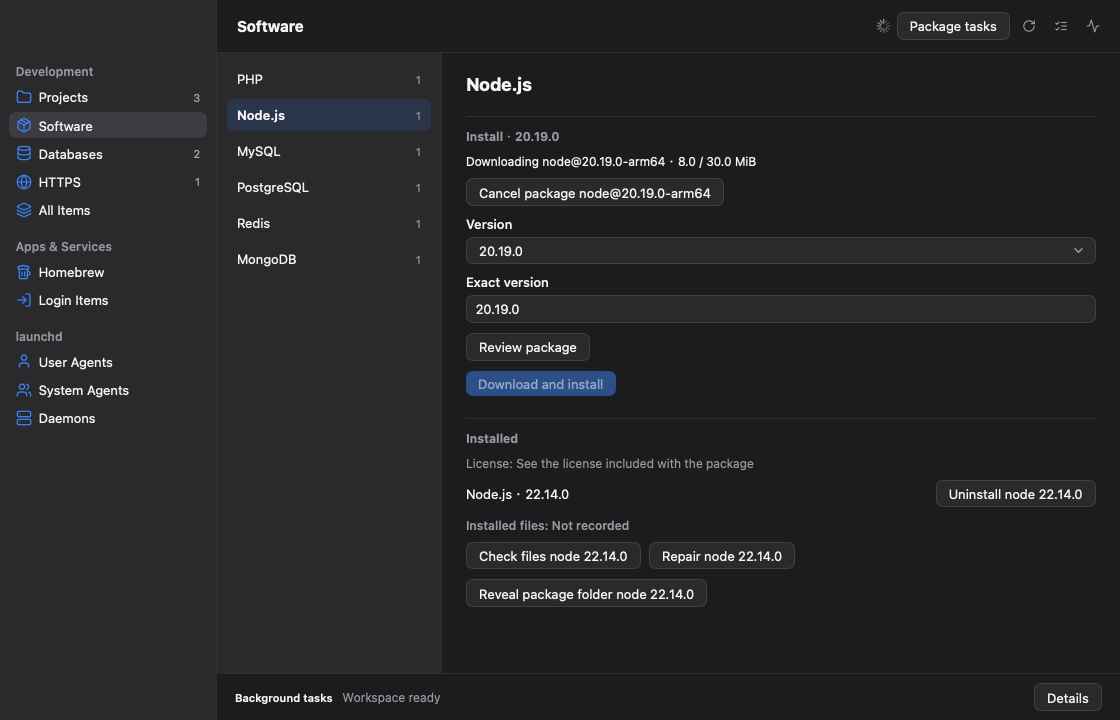 Software
Package tasks
Development
Projects 3
Software
Databases 2
HTTPS 1
All Items
Apps & Services
Homebrew
Login Items
launchd
User Agents
System Agents
Daemons
PHP 1
Node.js 1
MySQL 1
PostgreSQL 1
Redis 1
MongoDB 1
Node.js
Install · 20.19.0
Downloading node@20.19.0-arm64 · 8.0 / 30.0 MiB
Cancel package node@20.19.0-arm64
Version
20.19.0
Exact version
20.19.0
Review package
Download and install
Installed
License: See the license included with the package
Node.js · 22.14.0
Uninstall node 22.14.0
Installed files: Not recorded
Check files node 22.14.0
Repair node 22.14.0
Reveal package folder node 22.14.0
Background tasks Workspace ready
Details